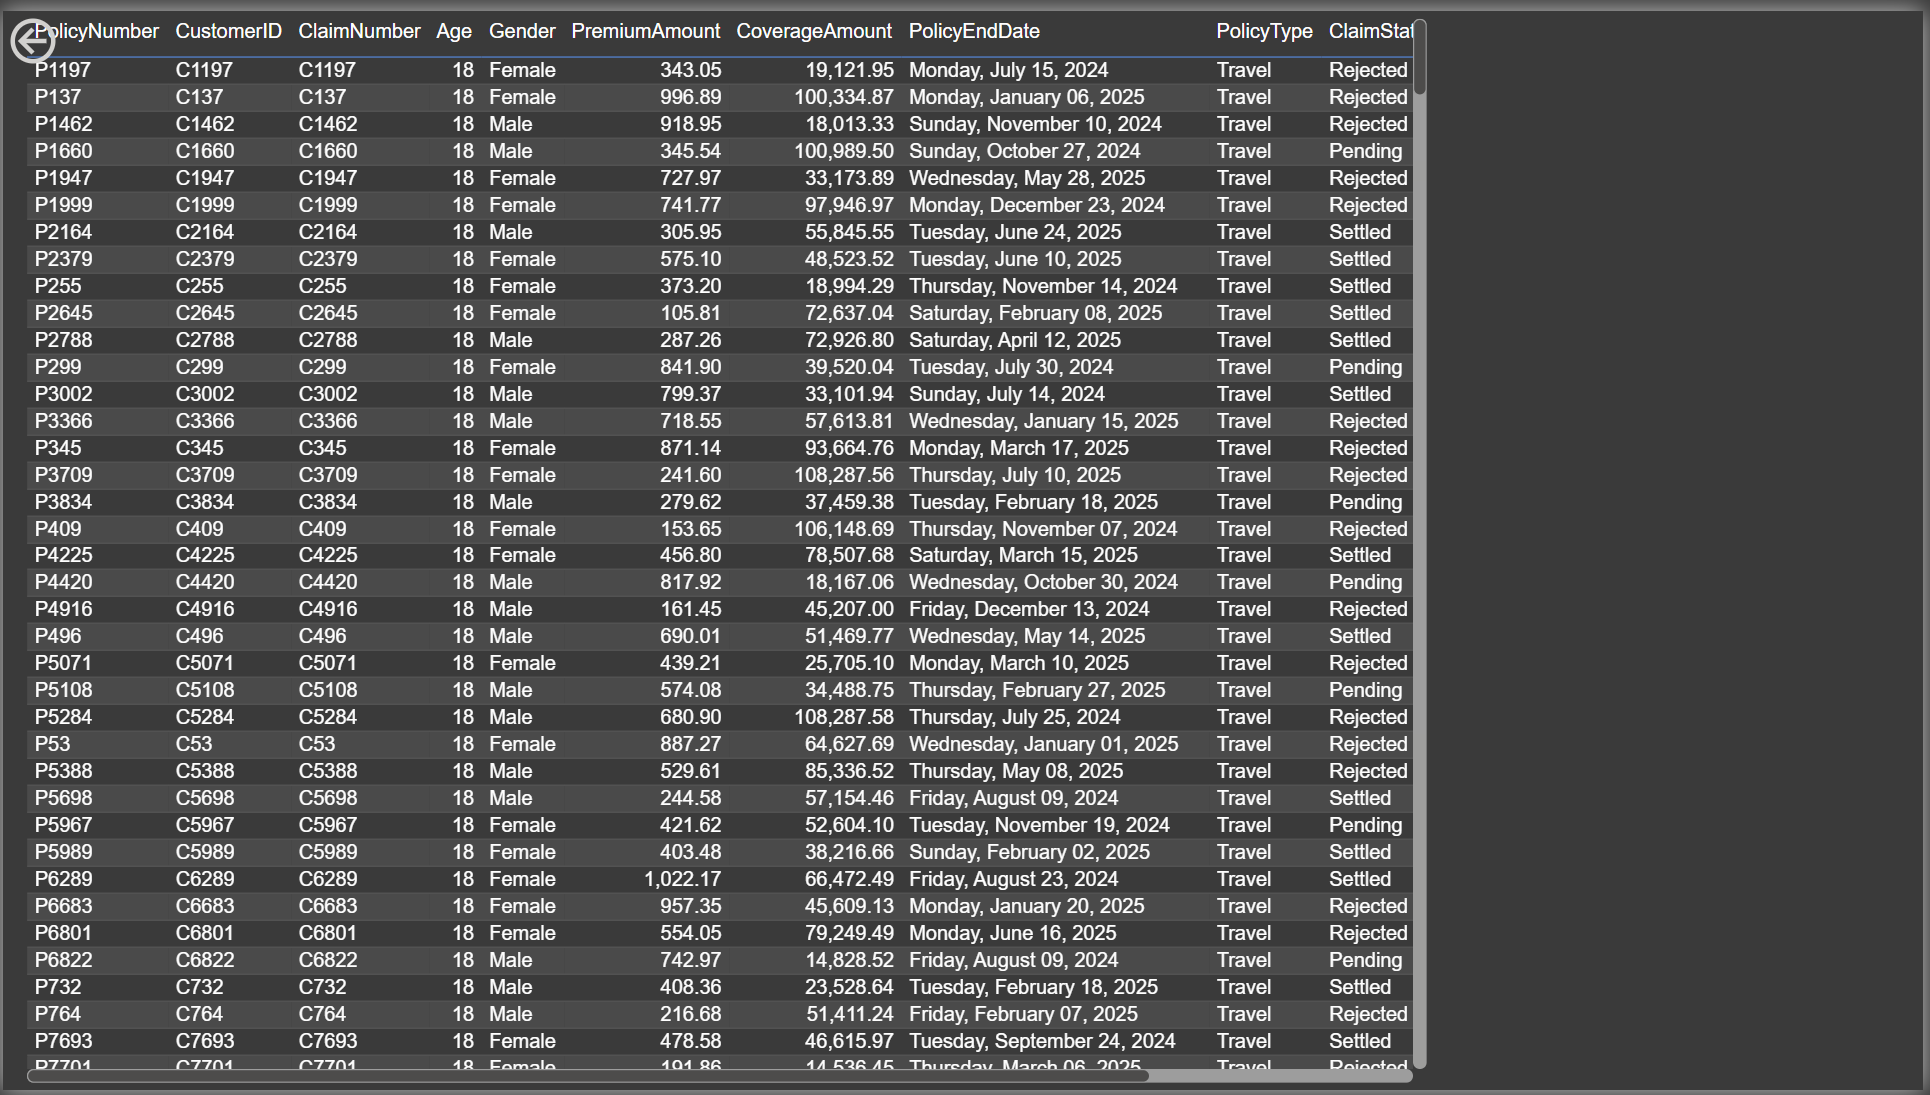 PolicyNumber CustomerID ClaimNumber Age Gender PremiumAmount CoverageAmount PolicyEndDate PolicyType ClaimStat
P1197 C1197 C1197 18 Female 343.05 19,121.95 Monday, July 15, 2024 Travel Rejected
P137 C137 C137 18 Female 996.89 100,334.87 Monday, January 06, 2025 Travel Rejected
P1462 C1462 C1462 18 Male 918.95 18,013.33 Sunday, November 10, 2024 Travel Rejected
P1660 C1660 C1660 18 Male 345.54 100,989.50 Sunday, October 27, 2024 Travel Pending
P1947 C1947 C1947 18 Female 727.97 33,173.89 Wednesday, May 28, 2025 Travel Rejected
P1999 C1999 C1999 18 Female 741.77 97,946.97 Monday, December 23, 2024 Travel Rejected
P2164 C2164 C2164 18 Male 305.95 55,845.55 Tuesday, June 24, 2025 Travel Settled
P2379 C2379 C2379 18 Female 575.10 48,523.52 Tuesday, June 10, 2025 Travel Settled
P255 C255 C255 18 Female 373.20 18,994.29 Thursday, November 14, 2024 Travel Settled
P2645 C2645 C2645 18 Female 105.81 72,637.04 Saturday, February 08, 2025 Travel Settled
P2788 C2788 C2788 18 Male 287.26 72,926.80 Saturday, April 12, 2025 Travel Settled
P299 C299 C299 18 Female 841.90 39,520.04 Tuesday, July 30, 2024 Travel Pending
P3002 C3002 C3002 18 Male 799.37 33,101.94 Sunday, July 14, 2024 Travel Settled
P3366 C3366 C3366 18 Male 718.55 57,613.81 Wednesday, January 15, 2025 Travel Rejected
P345 C345 C345 18 Female 871.14 93,664.76 Monday, March 17, 2025 Travel Rejected
P3709 C3709 C3709 18 Female 241.60 108,287.56 Thursday, July 10, 2025 Travel Rejected
P3834 C3834 C3834 18 Male 279.62 37,459.38 Tuesday, February 18, 2025 Travel Pending
P409 C409 C409 18 Female 153.65 106,148.69 Thursday, November 07, 2024 Travel Rejected
P4225 C4225 C4225 18 Female 456.80 78,507.68 Saturday, March 15, 2025 Travel Settled
P4420 C4420 C4420 18 Male 817.92 18,167.06 Wednesday, October 30, 2024 Travel Pending
P4916 C4916 C4916 18 Male 161.45 45,207.00 Friday, December 13, 2024 Travel Rejected
P496 C496 C496 18 Male 690.01 51,469.77 Wednesday, May 14, 2025 Travel Settled
P5071 C5071 C5071 18 Female 439.21 25,705.10 Monday, March 10, 2025 Travel Rejected
P5108 C5108 C5108 18 Male 574.08 34,488.75 Thursday, February 27, 2025 Travel Pending
P5284 C5284 C5284 18 Male 680.90 108,287.58 Thursday, July 25, 2024 Travel Rejected
P53 C53 C53 18 Female 887.27 64,627.69 Wednesday, January 01, 2025 Travel Rejected
P5388 C5388 C5388 18 Male 529.61 85,336.52 Thursday, May 08, 2025 Travel Rejected
P5698 C5698 C5698 18 Male 244.58 57,154.46 Friday, August 09, 2024 Travel Settled
P5967 C5967 C5967 18 Female 421.62 52,604.10 Tuesday, November 19, 2024 Travel Pending
P5989 C5989 C5989 18 Female 403.48 38,216.66 Sunday, February 02, 2025 Travel Settled
P6289 C6289 C6289 18 Female 1,022.17 66,472.49 Friday, August 23, 2024 Travel Settled
P6683 C6683 C6683 18 Female 957.35 45,609.13 Monday, January 20, 2025 Travel Rejected
P6801 C6801 C6801 18 Female 554.05 79,249.49 Monday, June 16, 2025 Travel Rejected
P6822 C6822 C6822 18 Male 742.97 14,828.52 Friday, August 09, 2024 Travel Pending
P732 C732 C732 18 Male 408.36 23,528.64 Tuesday, February 18, 2025 Travel Settled
P764 C764 C764 18 Male 216.68 51,411.24 Friday, February 07, 2025 Travel Rejected
P7693 C7693 C7693 18 Female 478.58 46,615.97 Tuesday, September 24, 2024 Travel Settled
P7701 C7701 C7701 18 Female 191.86 14,536.45 Thursday, March 06, 2025 Travel Rejected